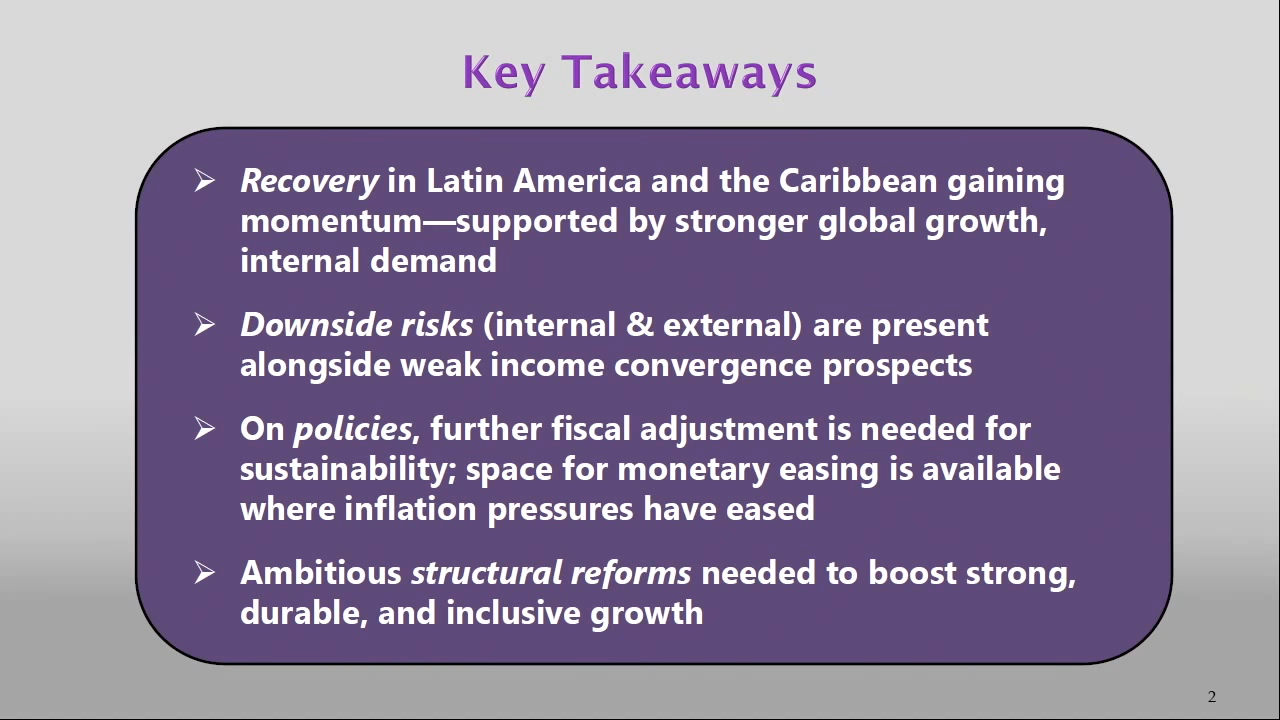 Key Takeaways
➢ Recovery in Latin America and the Caribbean gaining
momentum—supported by stronger global growth,
internal demand
➢ Downside risks (internal & external) are present
alongside weak income convergence prospects
➢ On policies, further fiscal adjustment is needed for
sustainability; space for monetary easing is available
where inflation pressures have eased
➢ Ambitious structural reforms needed to boost strong,
durable, and inclusive growth
2